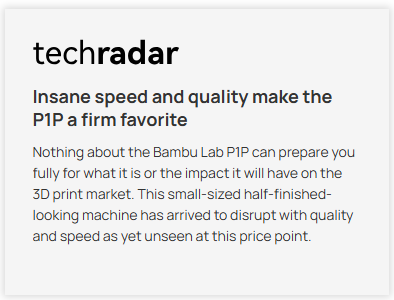 techradar
Insane speed and quality make the
P1P a firm favorite
Nothing about the Bambu Lab P1P can prepare you
fully for what it is or the impact it will have on the
3D print market. This small-sized half-finished-
looking machine has arrived to disrupt with quality
and speed as yet unseen at this price point.